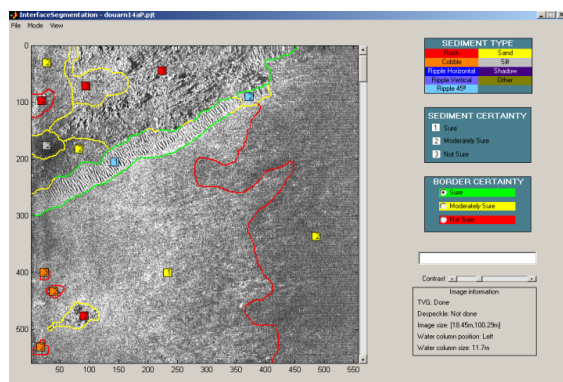 InterfaceSegmentation - douarn14aP.pjt
File Mode View
SEDIMENT TYPE
Rock Sand
Cobble Silt
Ripple Horizontal Shadow
Ripple Vertical Other
Ripple 45º
SEDIMENT CERTAINTY
1 Sure
2 Moderately Sure
3 Not Sure
BORDER CERTAINTY
Sure
Moderately Sure
Not Sure
Contrast
Image information
TVG: Done
Despeckle: Not done
Image size: [18.45m,100.29m]
Water column position: Left
Water column size: 11.7m
0
100
200
300
400
500
50 100 150 200 250 300 350 400 450 500 550